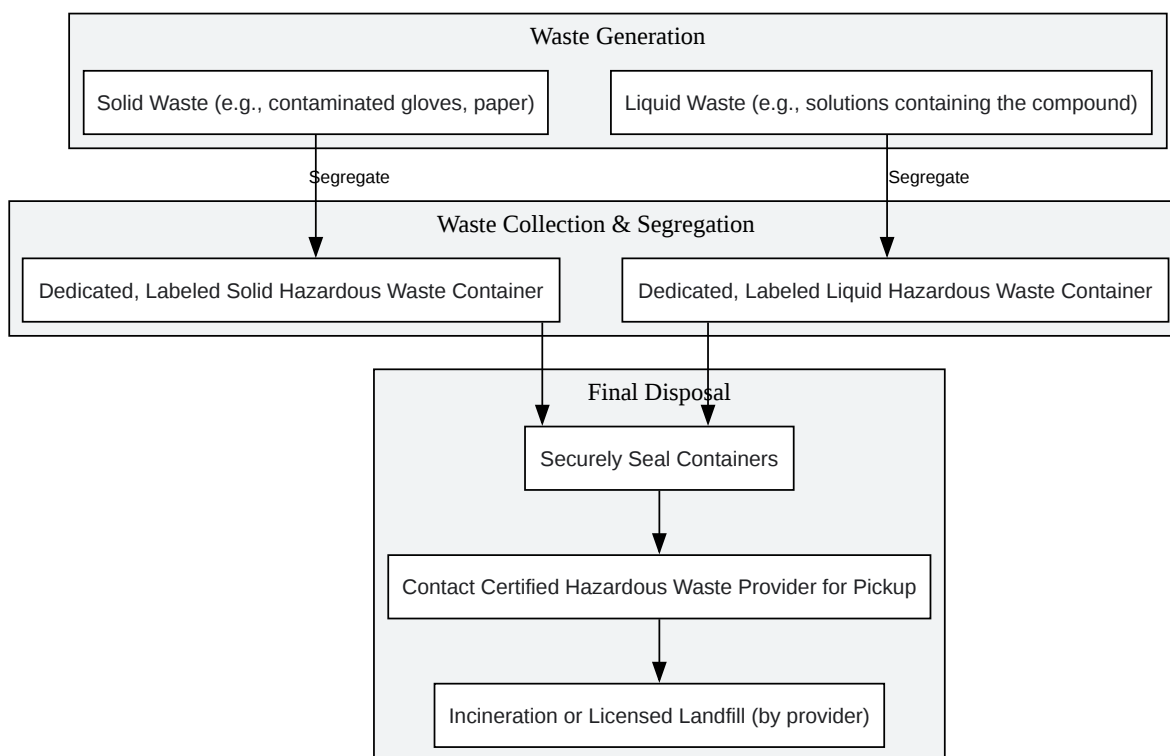 Waste Generation
Solid Waste (e.g., contaminated gloves, paper)
Liquid Waste (e.g., solutions containing the compound)
Segregate
Segregate
Waste Collection & Segregation
Dedicated, Labeled Solid Hazardous Waste Container
Dedicated, Labeled Liquid Hazardous Waste Container
Final Disposal
Securely Seal Containers
Contact Certified Hazardous Waste Provider for Pickup
Incineration or Licensed Landfill (by provider)